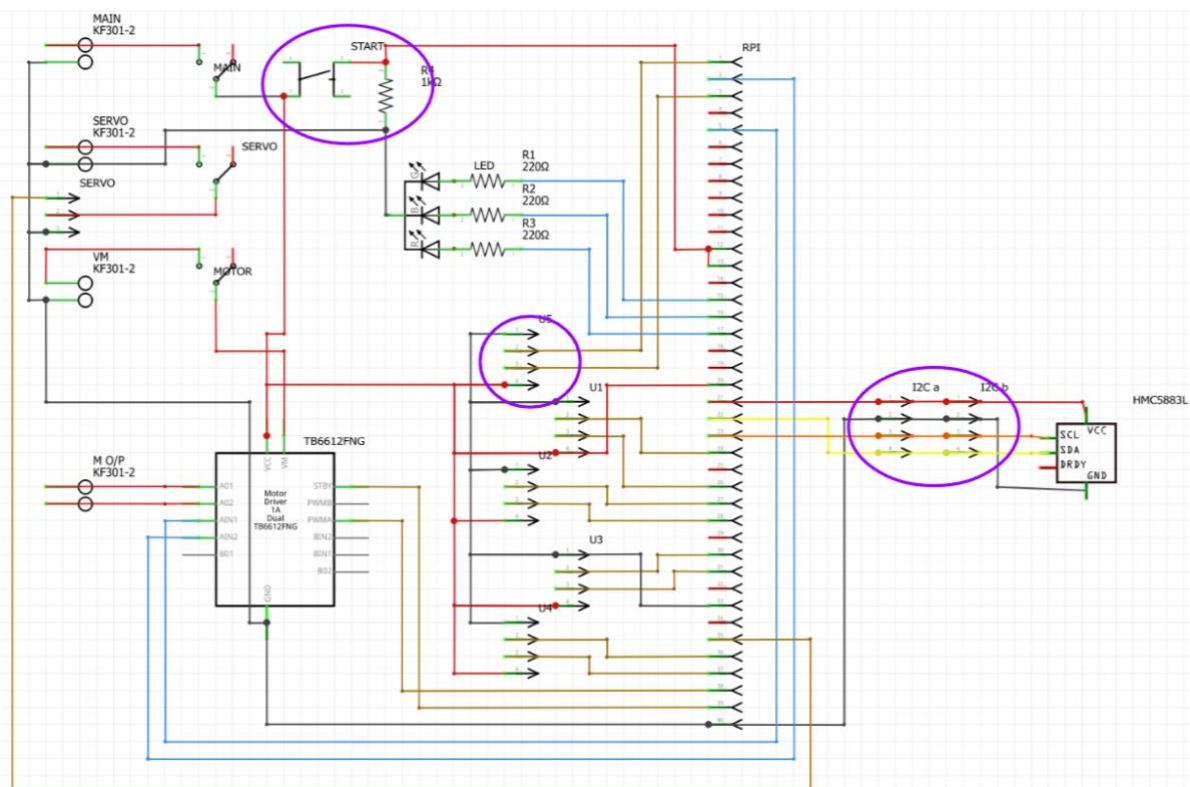 MAIN
KF301-2
MAIN
START
R4
1kΩ
RPI
SERVO
KF301-2
SERVO
SERVO
LED
R1
220Ω
R2
220Ω
R3
220Ω
G
B
R
VM
KF301-2
MOTOR
U5
U1
I2C a
I2C b
HMC5883L
VCC
SCL
SDA
DRDY
GND
TB6612FNG
U2
M O/P
KF301-2
VCC
VM
A01
A02
AIN1
AIN2
B01
Motor
Driver
1A
Dual
TB6612FNG
STBY
PWMB
PWMA
BIN2
BIN1
B02
GND
U3
U4